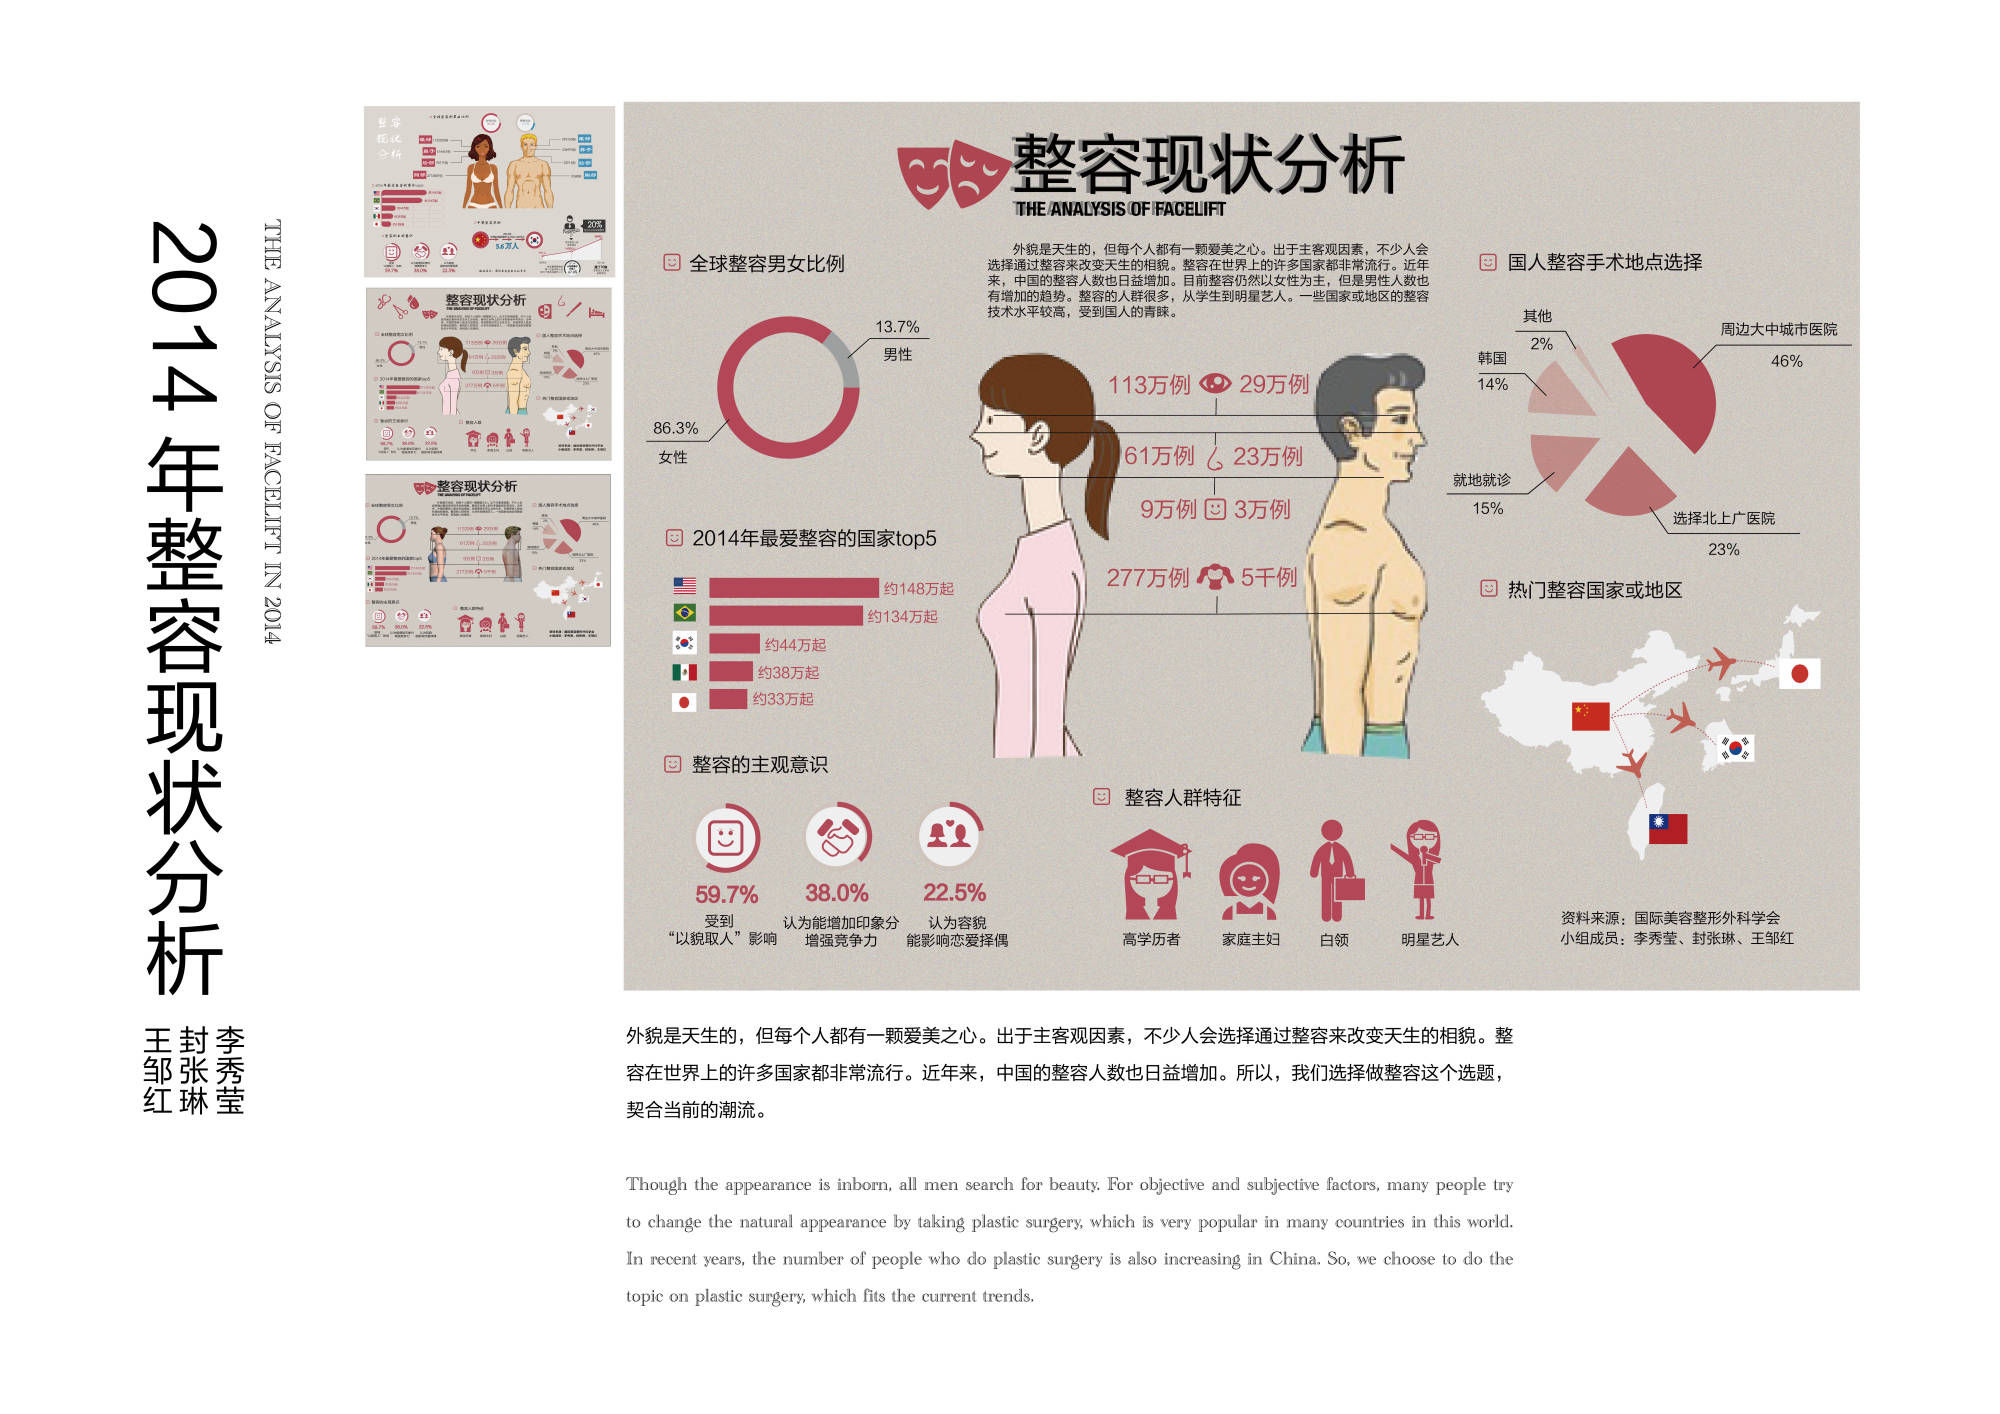 2014年整容现状分析
THE ANALYSIS OF FACELIFT IN 2014
李秀莹
封张琳
王邹红
整容现状分析
THE ANALYSIS OF FACELIFT
外貌是天生的，但每个人都有一颗爱美之心。出于主客观因素，不少人会
选择通过整容来改变天生的相貌。整容在世界上的许多国家都非常流行。近年
来，中国的整容人数也日益增加。目前整容仍然以女性为主，但是男性人数也
有增加的趋势。整容的人群很多，从学生到明星艺人。一些国家或地区的整容
技术水平较高，受到国人的青睐。
全球整容男女比例
13.7%
男性
86.3%
女性
2014年最爱整容的国家top5
约148万起
约134万起
约44万起
约38万起
约33万起
整容的主观意识
59.7%
受到
“以貌取人”影响
38.0%
认为能增加印象分
增强竞争力
22.5%
认为容貌
能影响恋爱择偶
113万例 29万例
61万例 23万例
9万例 3万例
277万例 5千例
整容人群特征
高学历者
家庭主妇
白领
明星艺人
国人整容手术地点选择
其他
2%
韩国
14%
就地就诊
15%
周边大中城市医院
46%
选择北上广医院
23%
热门整容国家或地区
资料来源：国际美容整形外科学会
小组成员：李秀莹、封张琳、王邹红
外貌是天生的，但每个人都有一颗爱美之心。出于主客观因素，不少人会选择通过整容来改变天生的相貌。整
容在世界上的许多国家都非常流行。近年来，中国的整容人数也日益增加。所以，我们选择做整容这个选题，
契合当前的潮流。
Though the appearance is inborn, all men search for beauty. For objective and subjective factors, many people try
to change the natural appearance by taking plastic surgery, which is very popular in many countries in this world.
In recent years, the number of people who do plastic surgery is also increasing in China. So, we choose to do the
topic on plastic surgery, which fits the current trends.